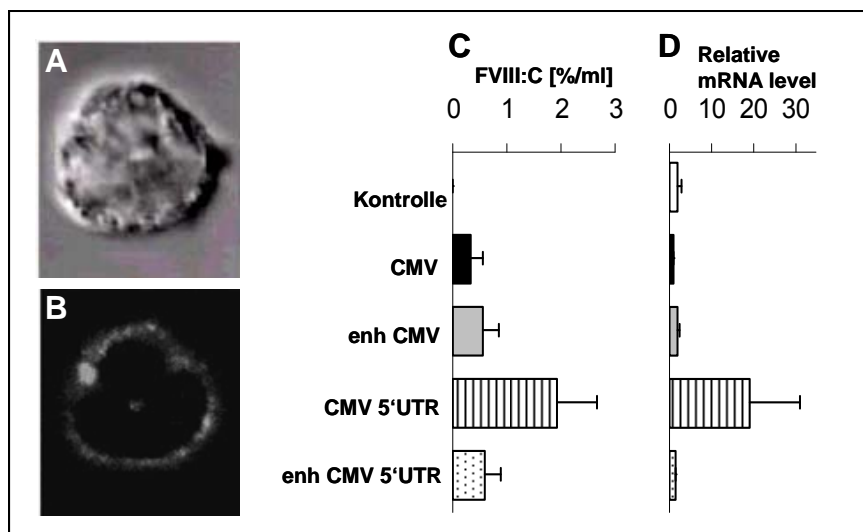 A
B
C
FVIII:C [%/ml]
0 1 2 3
D
Relative
mRNA level
0 10 20 30
Kontrolle
CMV
enh CMV
CMV 5‘UTR
enh CMV 5‘UTR